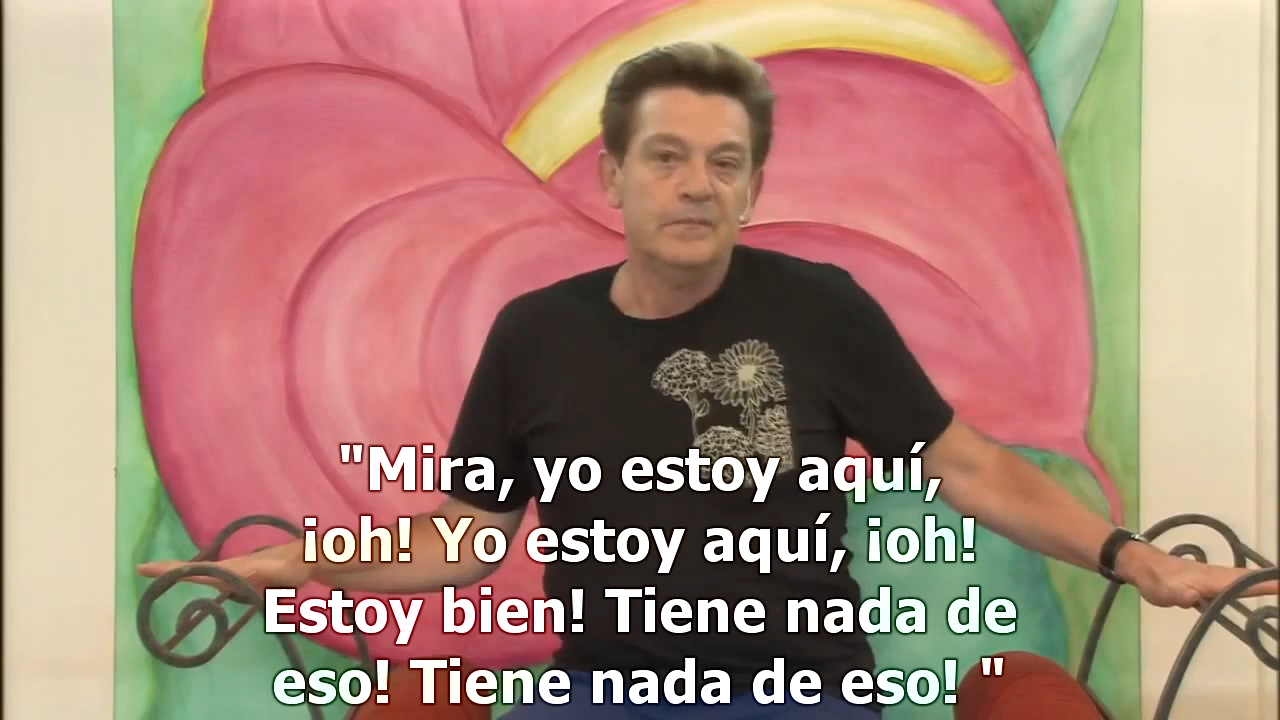 "Mira, yo estoy aquí,
¡oh! Yo estoy aquí, ¡oh!
Estoy bien! Tiene nada de
eso! Tiene nada de eso! "